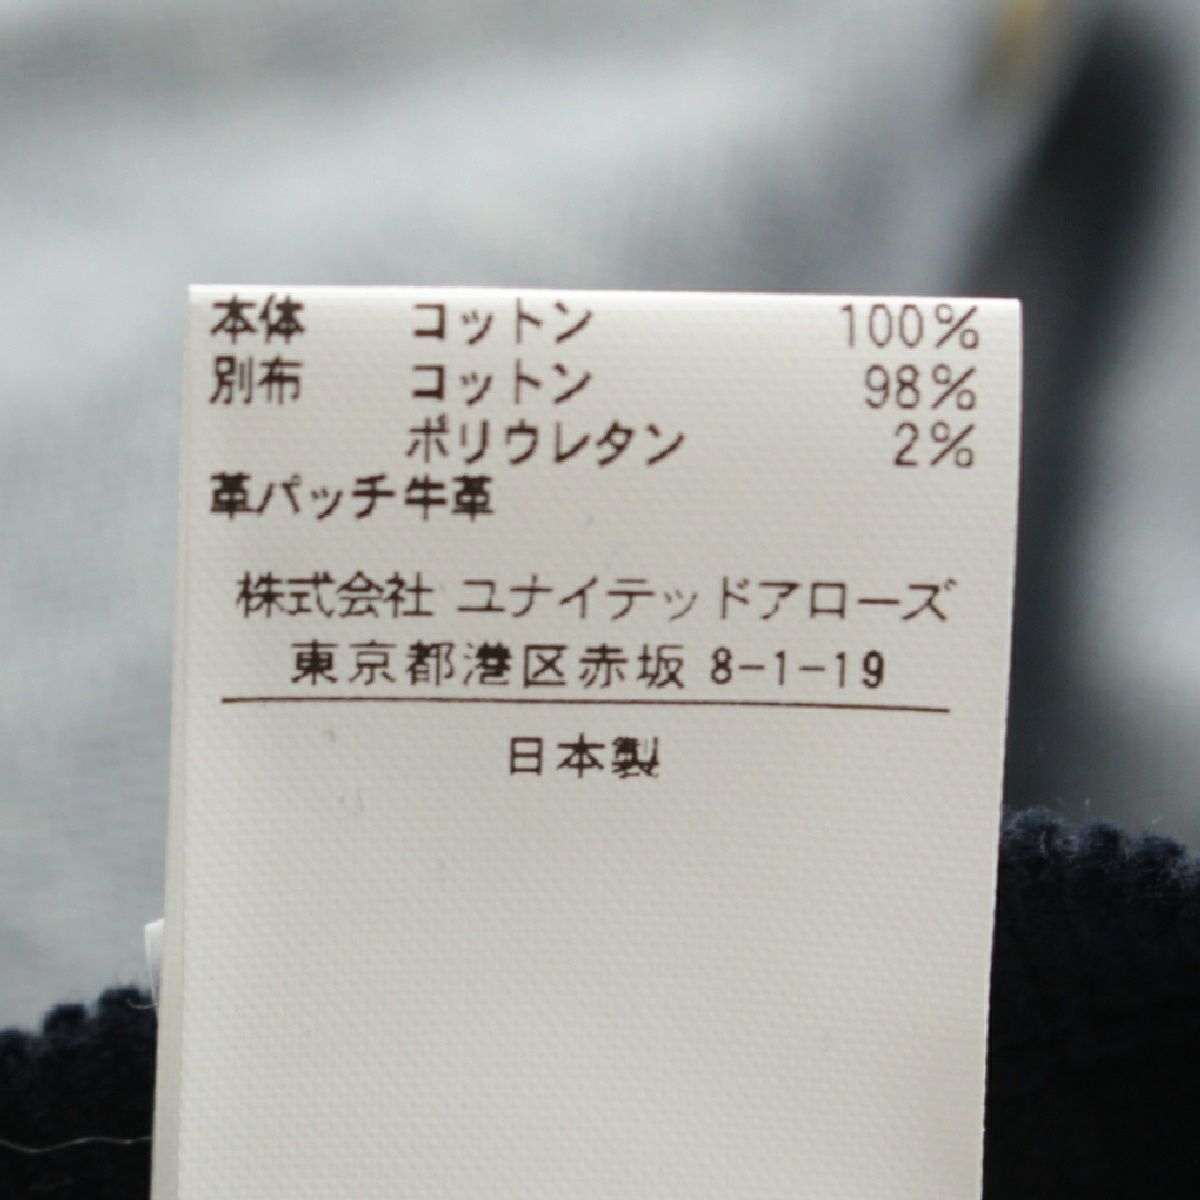 本体 コットン 100%
別布 コットン 98%
ポリウレタン 2%
革パッチ 牛革
株式会社 ユナイテッドアローズ
東京都港区赤坂 8-1-19
日本製